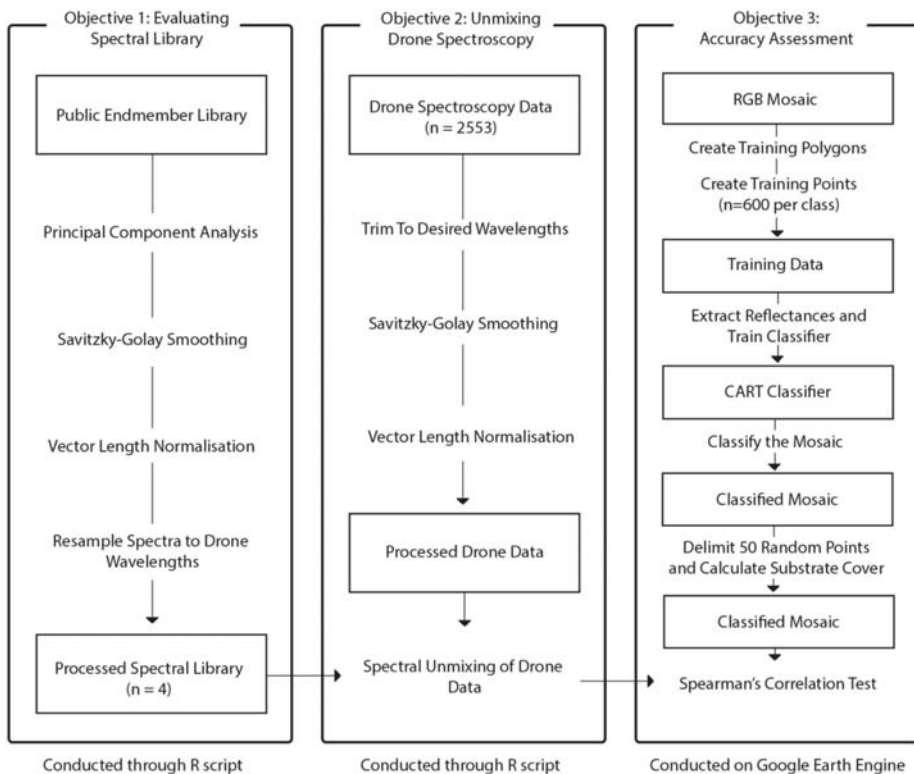 Objective 1: Evaluating
Spectral Library
Public Endmember Library
Principal Component Analysis
Savitzky-Golay Smoothing
Vector Length Normalisation
Resample Spectra to Drone
Wavelengths
Processed Spectral Library
(n = 4)
Conducted through R script
Objective 2: Unmixing
Drone Spectroscopy
Drone Spectroscopy Data
(n = 2553)
Trim To Desired Wavelengths
Savitzky-Golay Smoothing
Vector Length Normalisation
Processed Drone Data
Spectral Unmixing of Drone
Data
Conducted through R script
Objective 3:
Accuracy Assessment
RGB Mosaic
Create Training Polygons
Create Training Points
(n=600 per class)
Training Data
Extract Reflectances and
Train Classifier
CART Classifier
Classify the Mosaic
Classified Mosaic
Delimit 50 Random Points
and Calculate Substrate Cover
Classified Mosaic
Spearman's Correlation Test
Conducted on Google Earth Engine